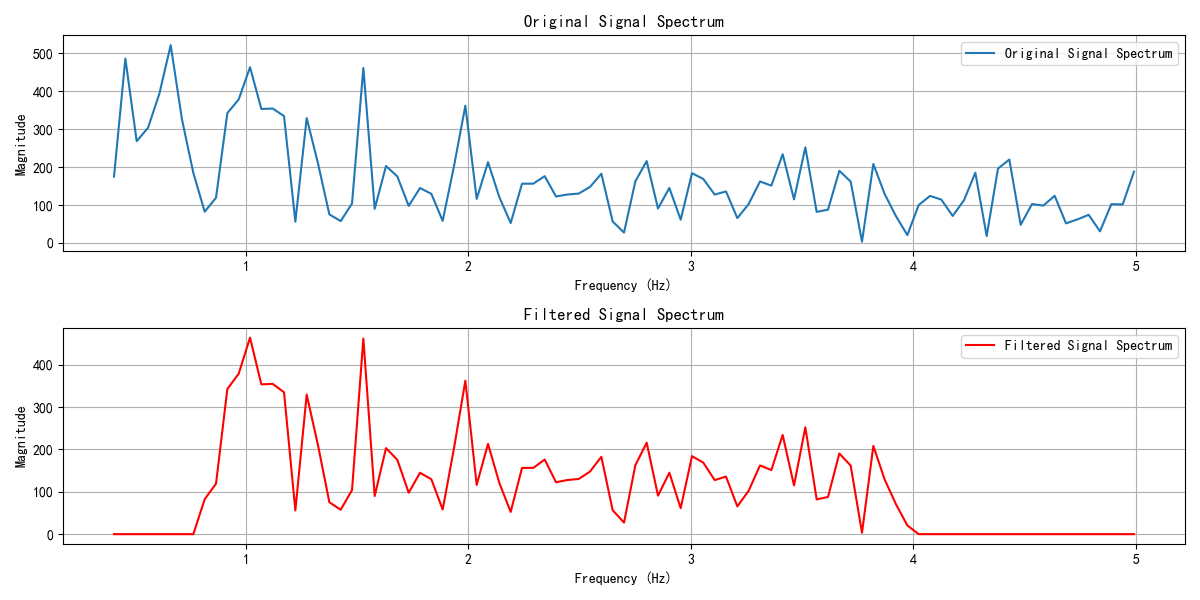 Original Signal Spectrum
Original Signal Spectrum
Magnitude
500
400
300
200
100
0
1
2
3
4
5
Frequency (Hz)
Filtered Signal Spectrum
Filtered Signal Spectrum
Magnitude
400
300
200
100
0
1
2
3
4
5
Frequency (Hz)